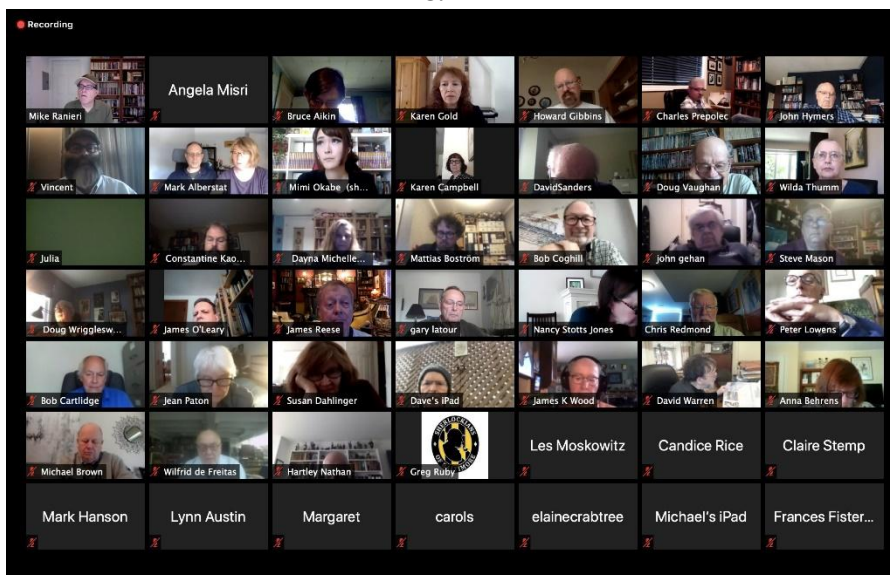 Recording
Mike Ranieri
Angela Misri
Bruce Aikin
Karen Gold
Howard Gibbins
Charles Prepolec
John Hymers
Vincent
Mark Alberstat
Mimi Okabe (sh...
Karen Campbell
DavidSanders
Doug Vaughan
Wilda Thumm
Julia
Constantine Kao...
Dayna Michelle...
Mattias Boström
Bob Coghill
john gehan
Steve Mason
Doug Wrigglesw...
James O'Leary
James Reese
gary latour
Nancy Stotts Jones
Chris Redmond
Peter Lowens
Bob Cartlidge
Jean Paton
Susan Dahlinger
Dave's iPad
James K Wood
David Warren
Anna Behrens
Michael Brown
Wilfrid de Freitas
Hartley Nathan
SHERLOCKIANS
Greg Ruby
Les Moskowitz
Candice Rice
Claire Stemp
Mark Hanson
Lynn Austin
Margaret
carols
elainecrabtree
Michael's iPad
Frances Fister...